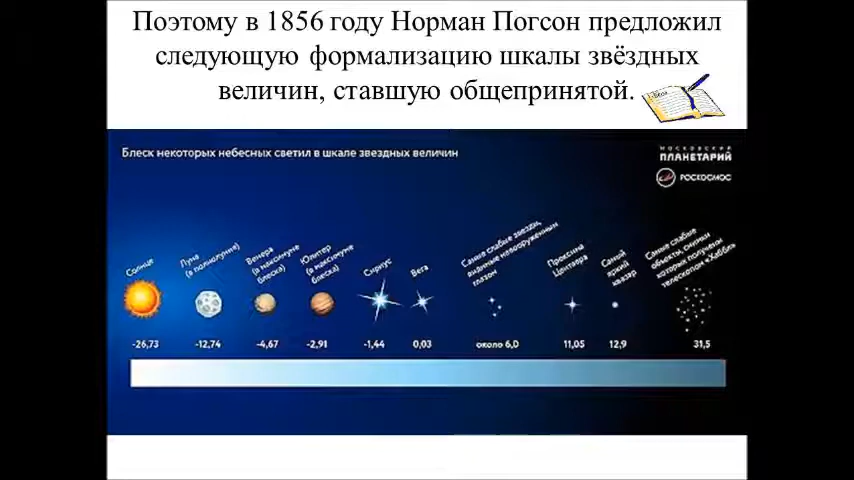 Поэтому в 1856 году Норман Погсон предложил
следующую формализацию шкалы звёздных
величин, ставшую общепринятой.
Блеск некоторых небесных светил в шкале звездных величин
МОСКОВСКИЙ
ПЛАНЕТАРИЙ
РОСКОСМОС
Солнце
Луна
(в полнолуние)
Венера
(в максимуме
блеска)
Юпитер
(в максимуме
блеска)
Сириус
Вега
Самые слабые звезды,
видимые невооруженным
глазом
Проксима
Центавра
Самый
яркий
квазар
Самые слабые
объекты, снимки
которых получены
телескопом «Хаббл»
-26,73
-12,74
-4,67
-2,91
-1,44
0,03
около 6,0
11,05
12,9
31,5